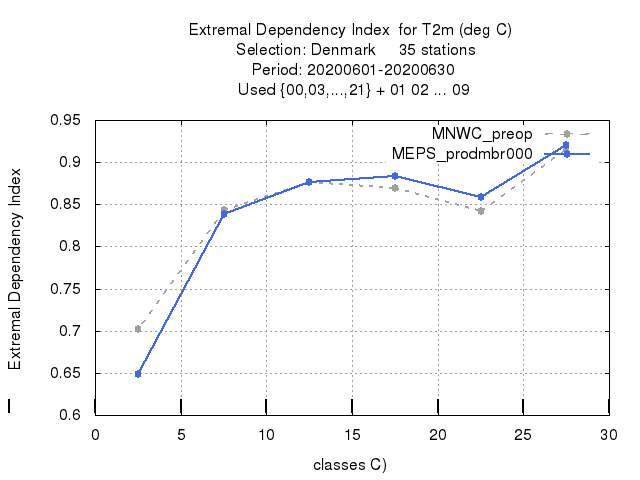 Extremal Dependency Index  for T2m (deg C)
Selection: Denmark     35 stations
Period: 20200601-20200630
Used {00,03,...,21} + 01 02 ... 09
MNWC_preop
MEPS_prodmbr000
Extremal Dependency Index
0.95
0.9
0.85
0.8
0.75
0.7
0.65
0.6
0 5 10 15 20 25 30
classes C)